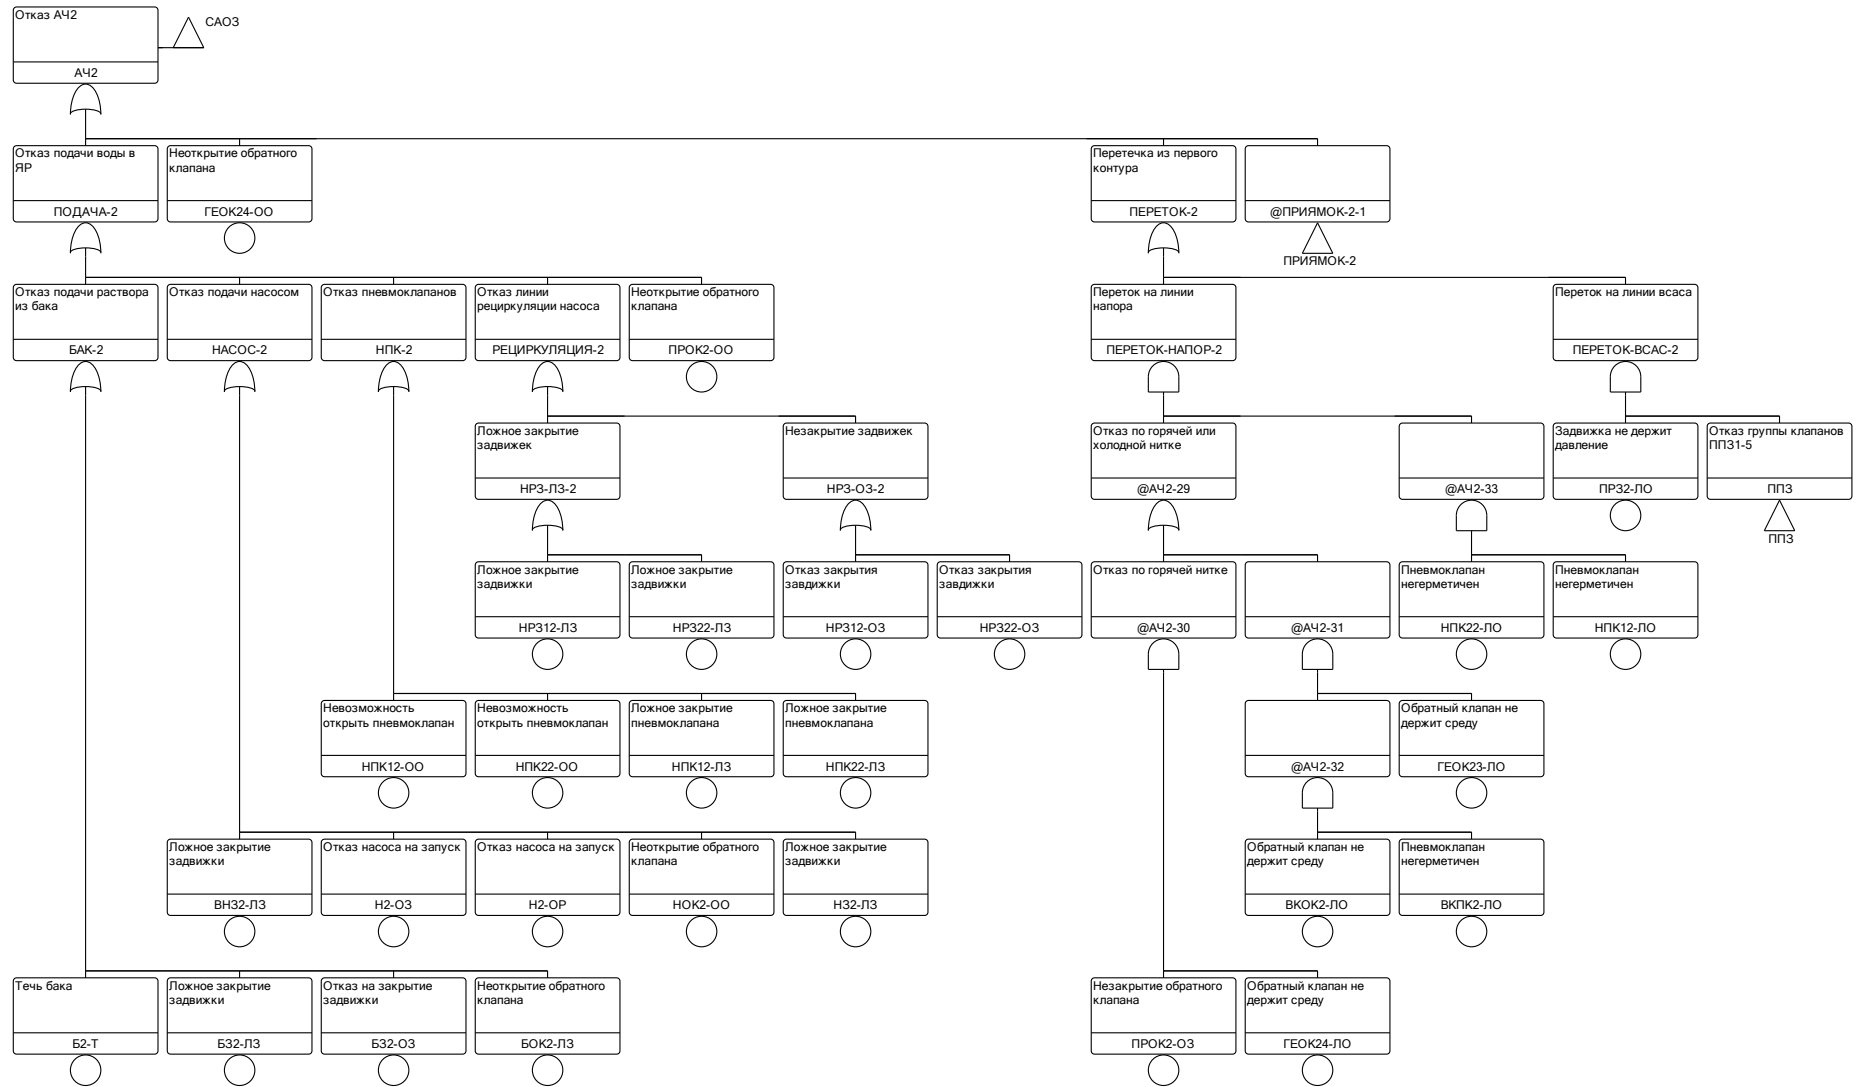 Отказ АЧ2
САОЗ
АЧ2
Отказ подачи воды в
ЯР
ПОДАЧА-2
Неоткрытие обратного
клапана
ГЕОК24-ОО
Перетечка из первого
контура
ПЕРЕТОК-2
@ПРИЯМОК-2-1
ПРИЯМОК-2
Отказ подачи раствора
из бака
БАК-2
Отказ подачи насосом
НАСОС-2
Отказ пневмоклапанов
НПК-2
Отказ линии
рециркуляции насоса
РЕЦИРКУЛЯЦИЯ-2
Неоткрытие обратного
клапана
ПРОК2-ОО
Переток на линии
напора
ПЕРЕТОК-НАПОР-2
Переток на линии всаса
ПЕРЕТОК-ВСАС-2
Ложное закрытие
задвижек
НРЗ-ЛЗ-2
Незакрытие задвижек
НРЗ-ОЗ-2
Отказ по горячей или
холодной нитке
@АЧ2-29
@АЧ2-33
Задвижка не держит
давление
ПРЗ2-ЛО
Отказ группы клапанов
ППЗ1-5
ППЗ
ППЗ
Ложное закрытие
задвижки
НРЗ12-ЛЗ
Ложное закрытие
задвижки
НРЗ22-ЛЗ
Отказ закрытия
завдижки
НРЗ12-ОЗ
Отказ закрытия
завдижки
НРЗ22-ОЗ
Отказ по горячей нитке
@АЧ2-30
@АЧ2-31
Пневмоклапан
негерметичен
НПК22-ЛО
Пневмоклапан
негерметичен
НПК12-ЛО
Невозможность
открыть пневмоклапан
НПК12-ОО
Невозможность
открыть пневмоклапан
НПК22-ОО
Ложное закрытие
пневмоклапана
НПК12-ЛЗ
Ложное закрытие
пневмоклапана
НПК22-ЛЗ
@АЧ2-32
Обратный клапан не
держит среду
ГЕОК23-ЛО
Ложное закрытие
задвижки
ВНЗ2-ЛЗ
Отказ насоса на запуск
Н2-ОЗ
Отказ насоса на запуск
Н2-ОР
Неоткрытие обратного
клапана
НОК2-ОО
Ложное закрытие
задвижки
НЗ2-ЛЗ
Обратный клапан не
держит среду
ВКОК2-ЛО
Пневмоклапан
негерметичен
ВКПК2-ЛО
Течь бака
Б2-Т
Ложное закрытие
задвижки
БЗ2-ЛЗ
Отказ на закрытие
задвижки
БЗ2-ОЗ
Неоткрытие обратного
клапана
БОК2-ЛЗ
Незакрытие обратного
клапана
ПРОК2-ОЗ
Обратный клапан не
держит среду
ГЕОК24-ЛО